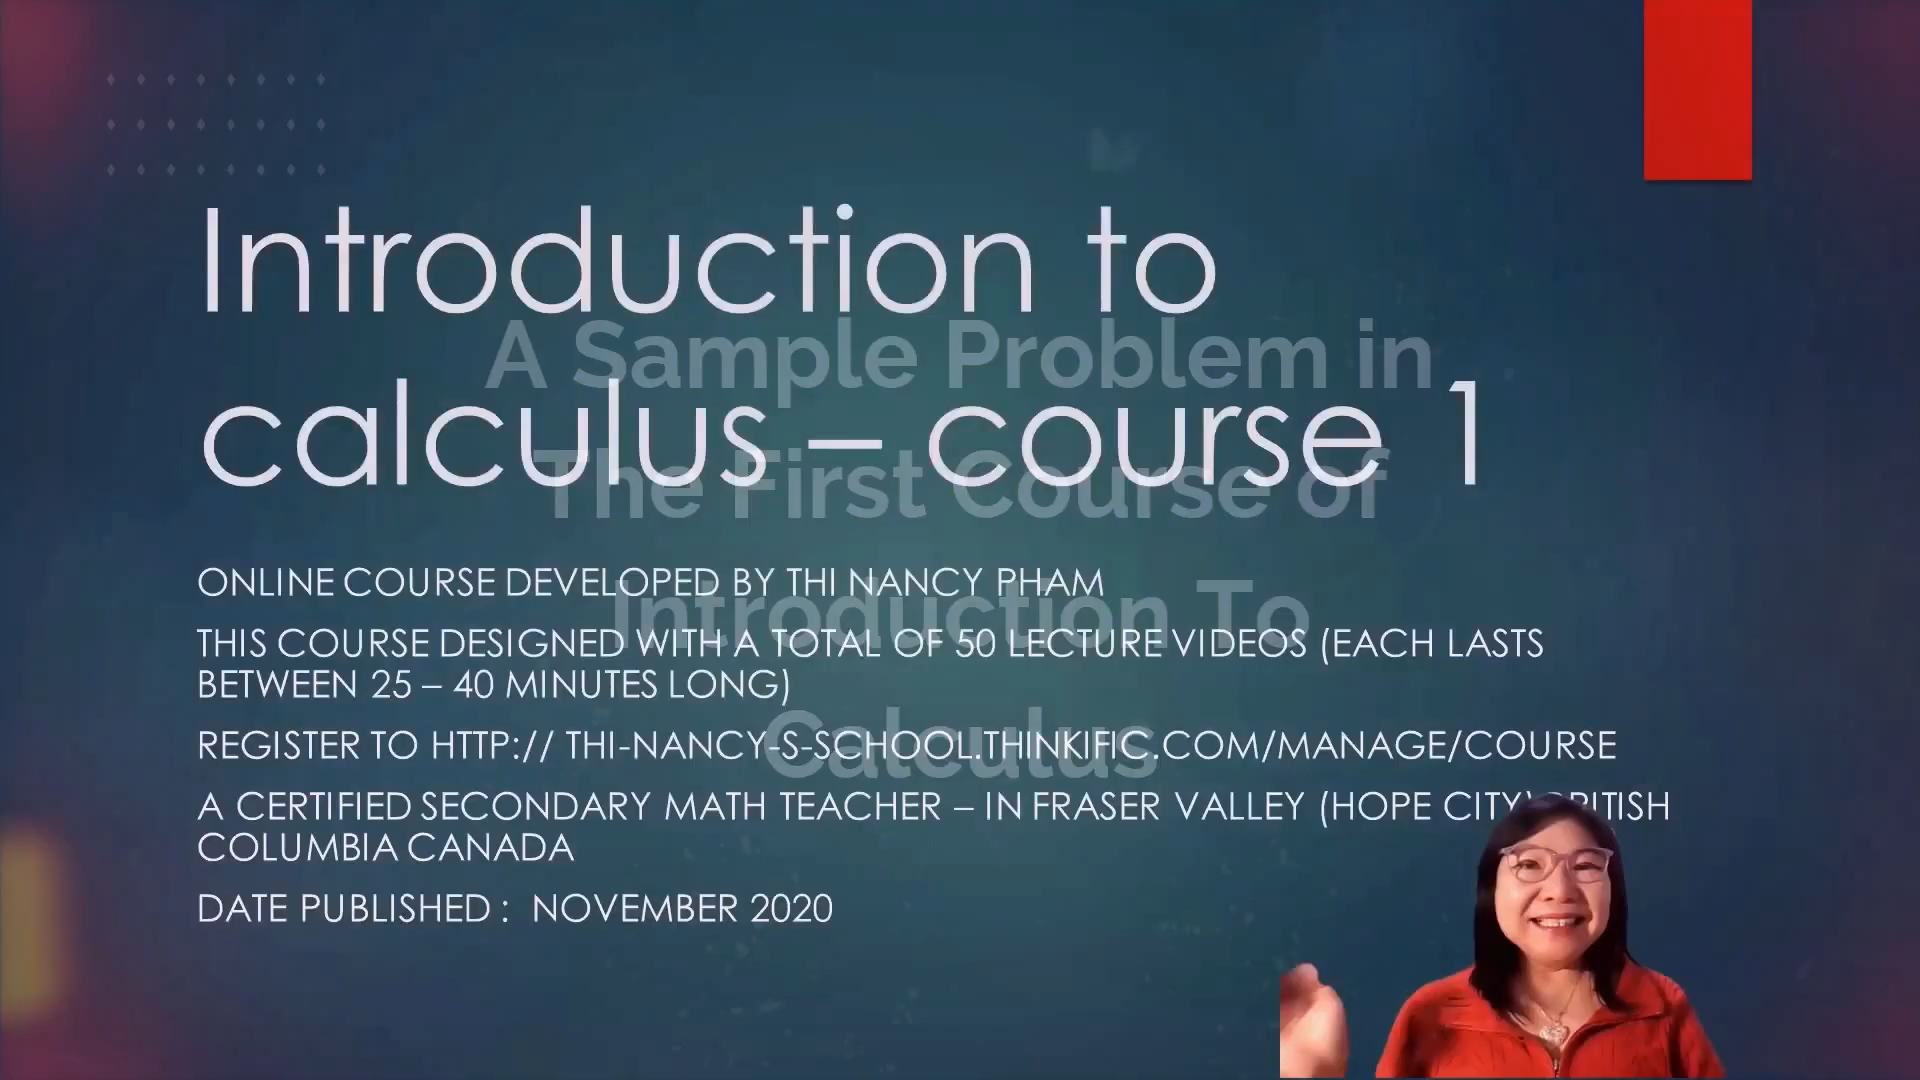 Introduction to
calculus – course 1
A Sample Problem in
The First Course of
Introduction To
Calculus
ONLINE COURSE DEVELOPED BY THI NANCY PHAM
THIS COURSE DESIGNED WITH A TOTAL OF 50 LECTURE VIDEOS (EACH LASTS
BETWEEN 25 – 40 MINUTES LONG)
REGISTER TO HTTP:// THI-NANCY-S-SCHOOL.THINKIFIC.COM/MANAGE/COURSE
A CERTIFIED SECONDARY MATH TEACHER – IN FRASER VALLEY (HOPE CITY) BRITISH
COLUMBIA CANADA
DATE PUBLISHED : NOVEMBER 2020